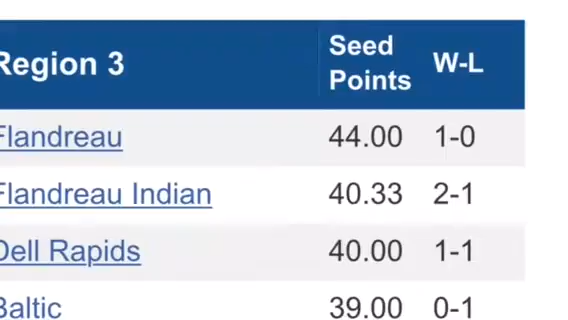 Region 3 Seed Points W-L
Flandreau 44.00 1-0
Flandreau Indian 40.33 2-1
Dell Rapids 40.00 1-1
Baltic 39.00 0-1